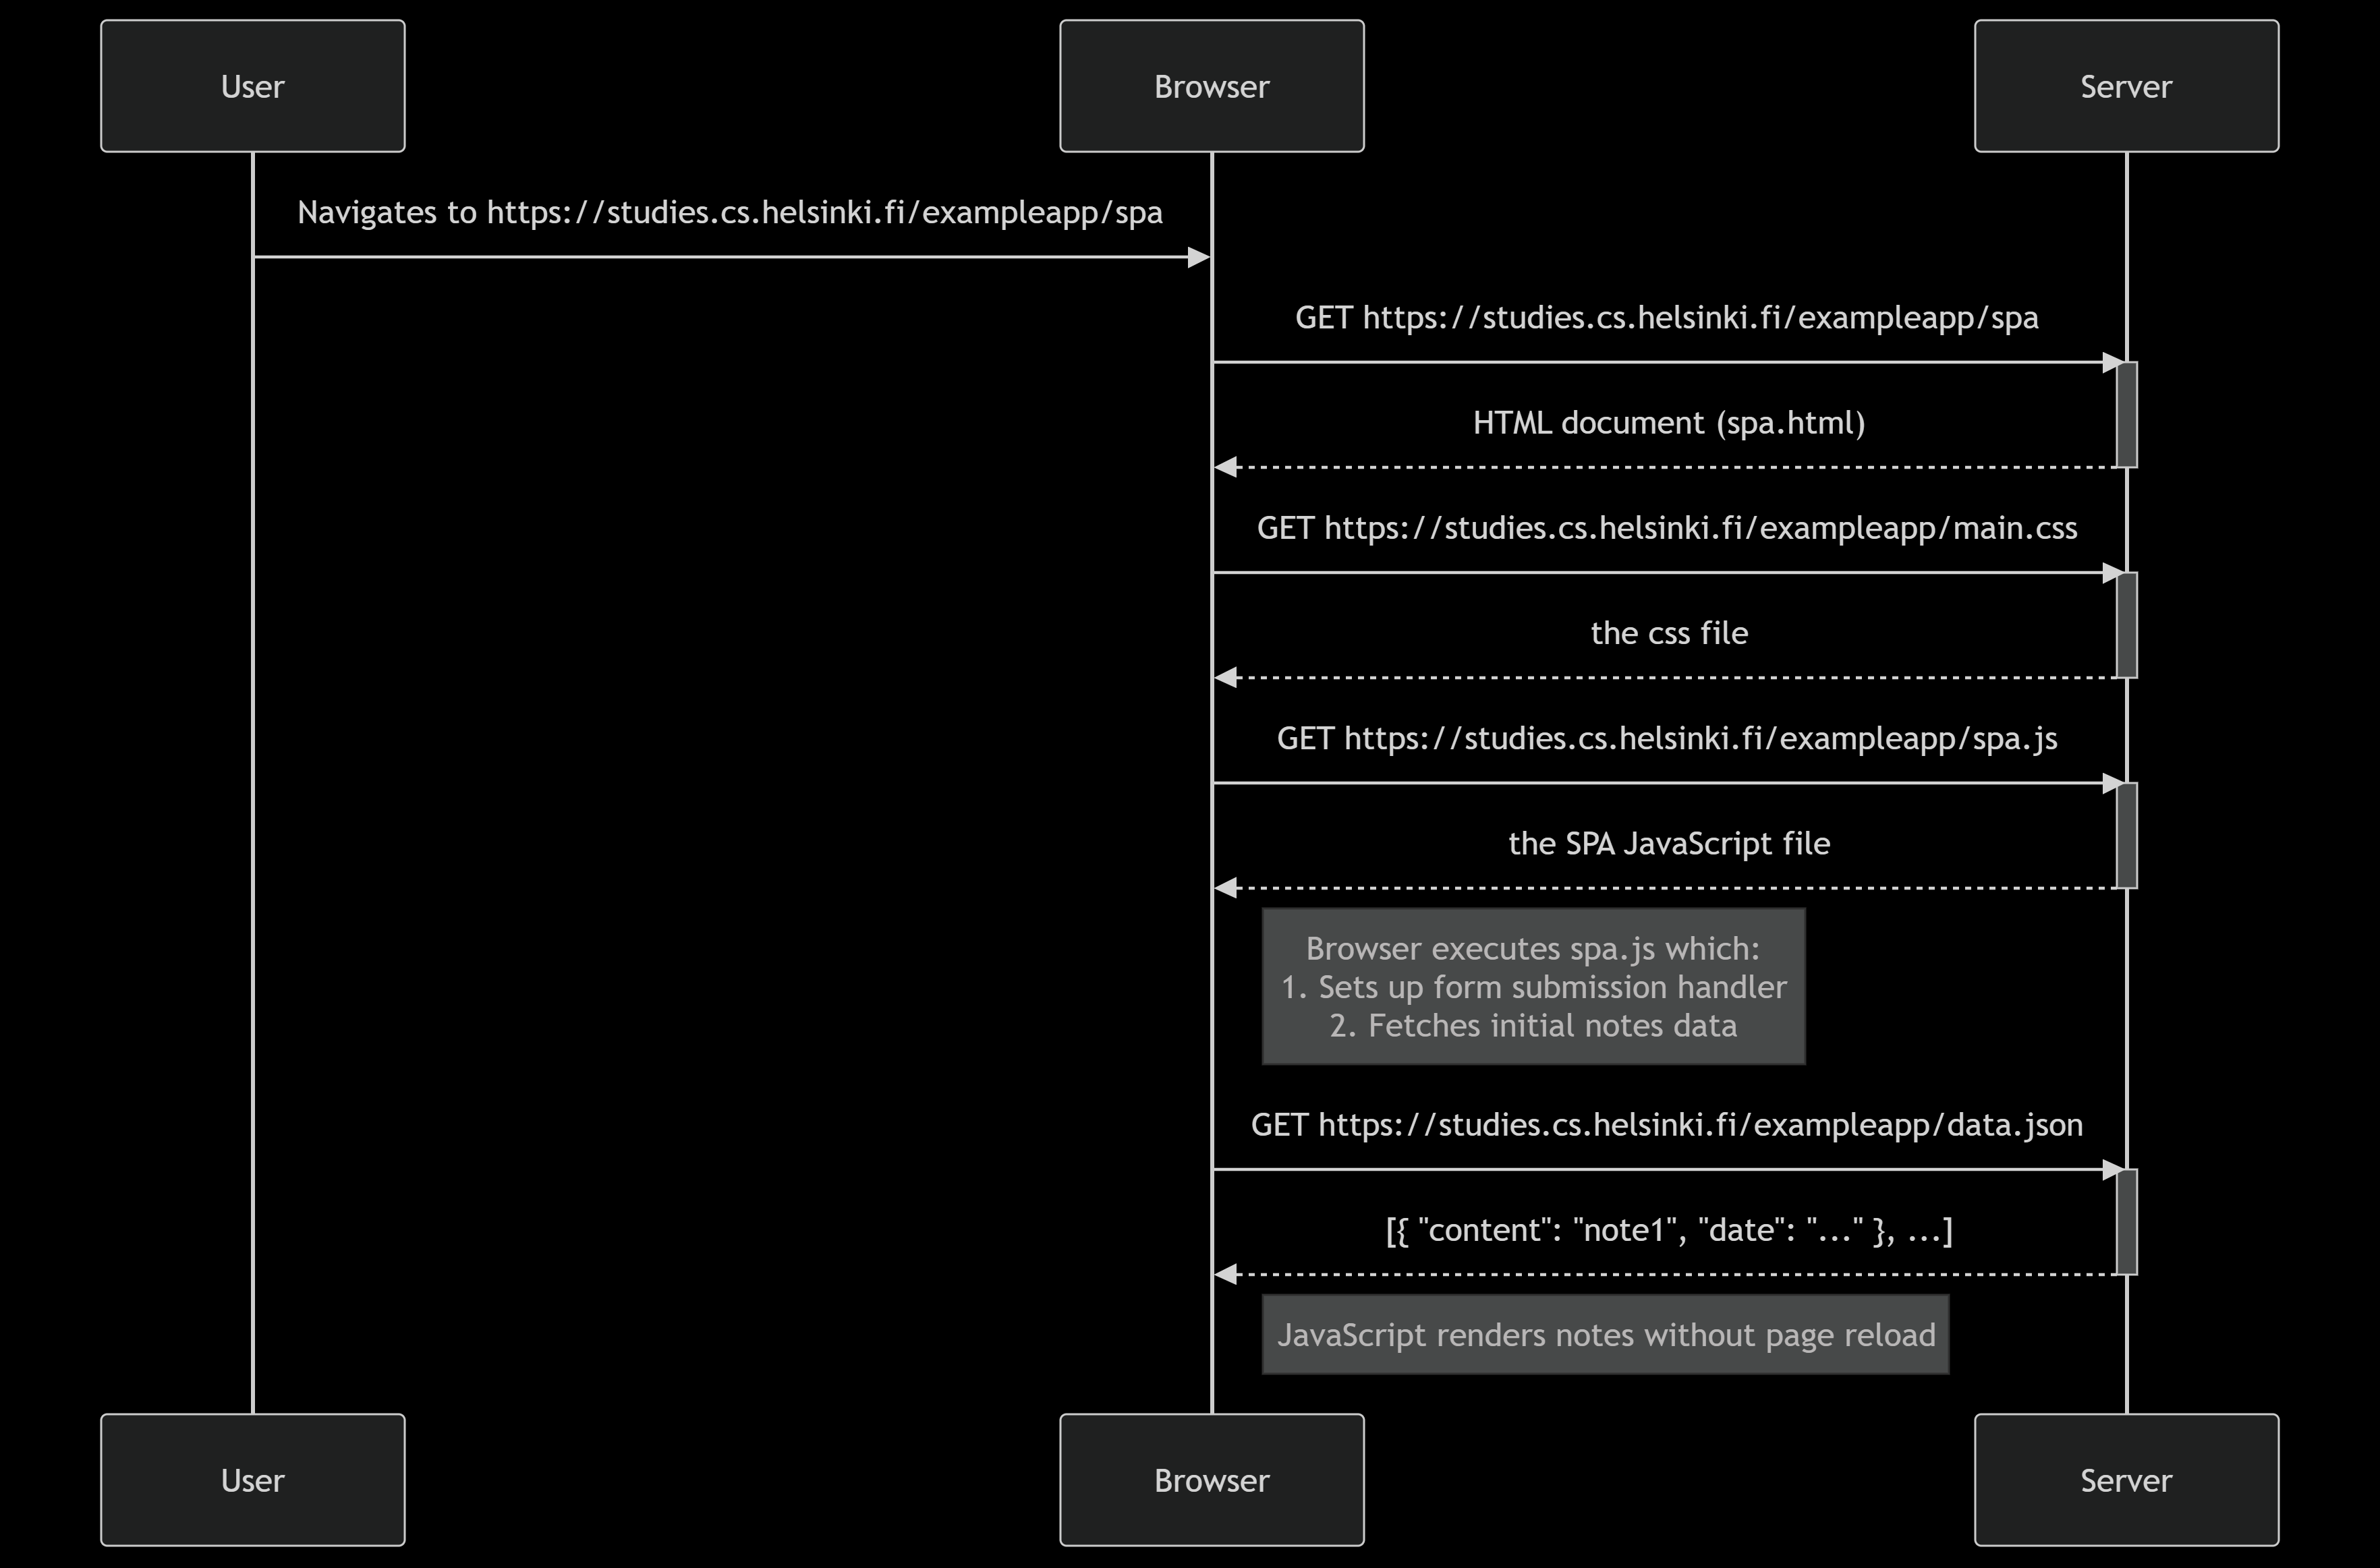 User
Browser
Server
Navigates to https://studies.cs.helsinki.fi/exampleapp/spa
GET https://studies.cs.helsinki.fi/exampleapp/spa
HTML document (spa.html)
GET https://studies.cs.helsinki.fi/exampleapp/main.css
the css file
GET https://studies.cs.helsinki.fi/exampleapp/spa.js
the SPA JavaScript file
Browser executes spa.js which:
1. Sets up form submission handler
2. Fetches initial notes data
GET https://studies.cs.helsinki.fi/exampleapp/data.json
[{ "content": "note1", "date": "..." }, ...]
JavaScript renders notes without page reload
User
Browser
Server